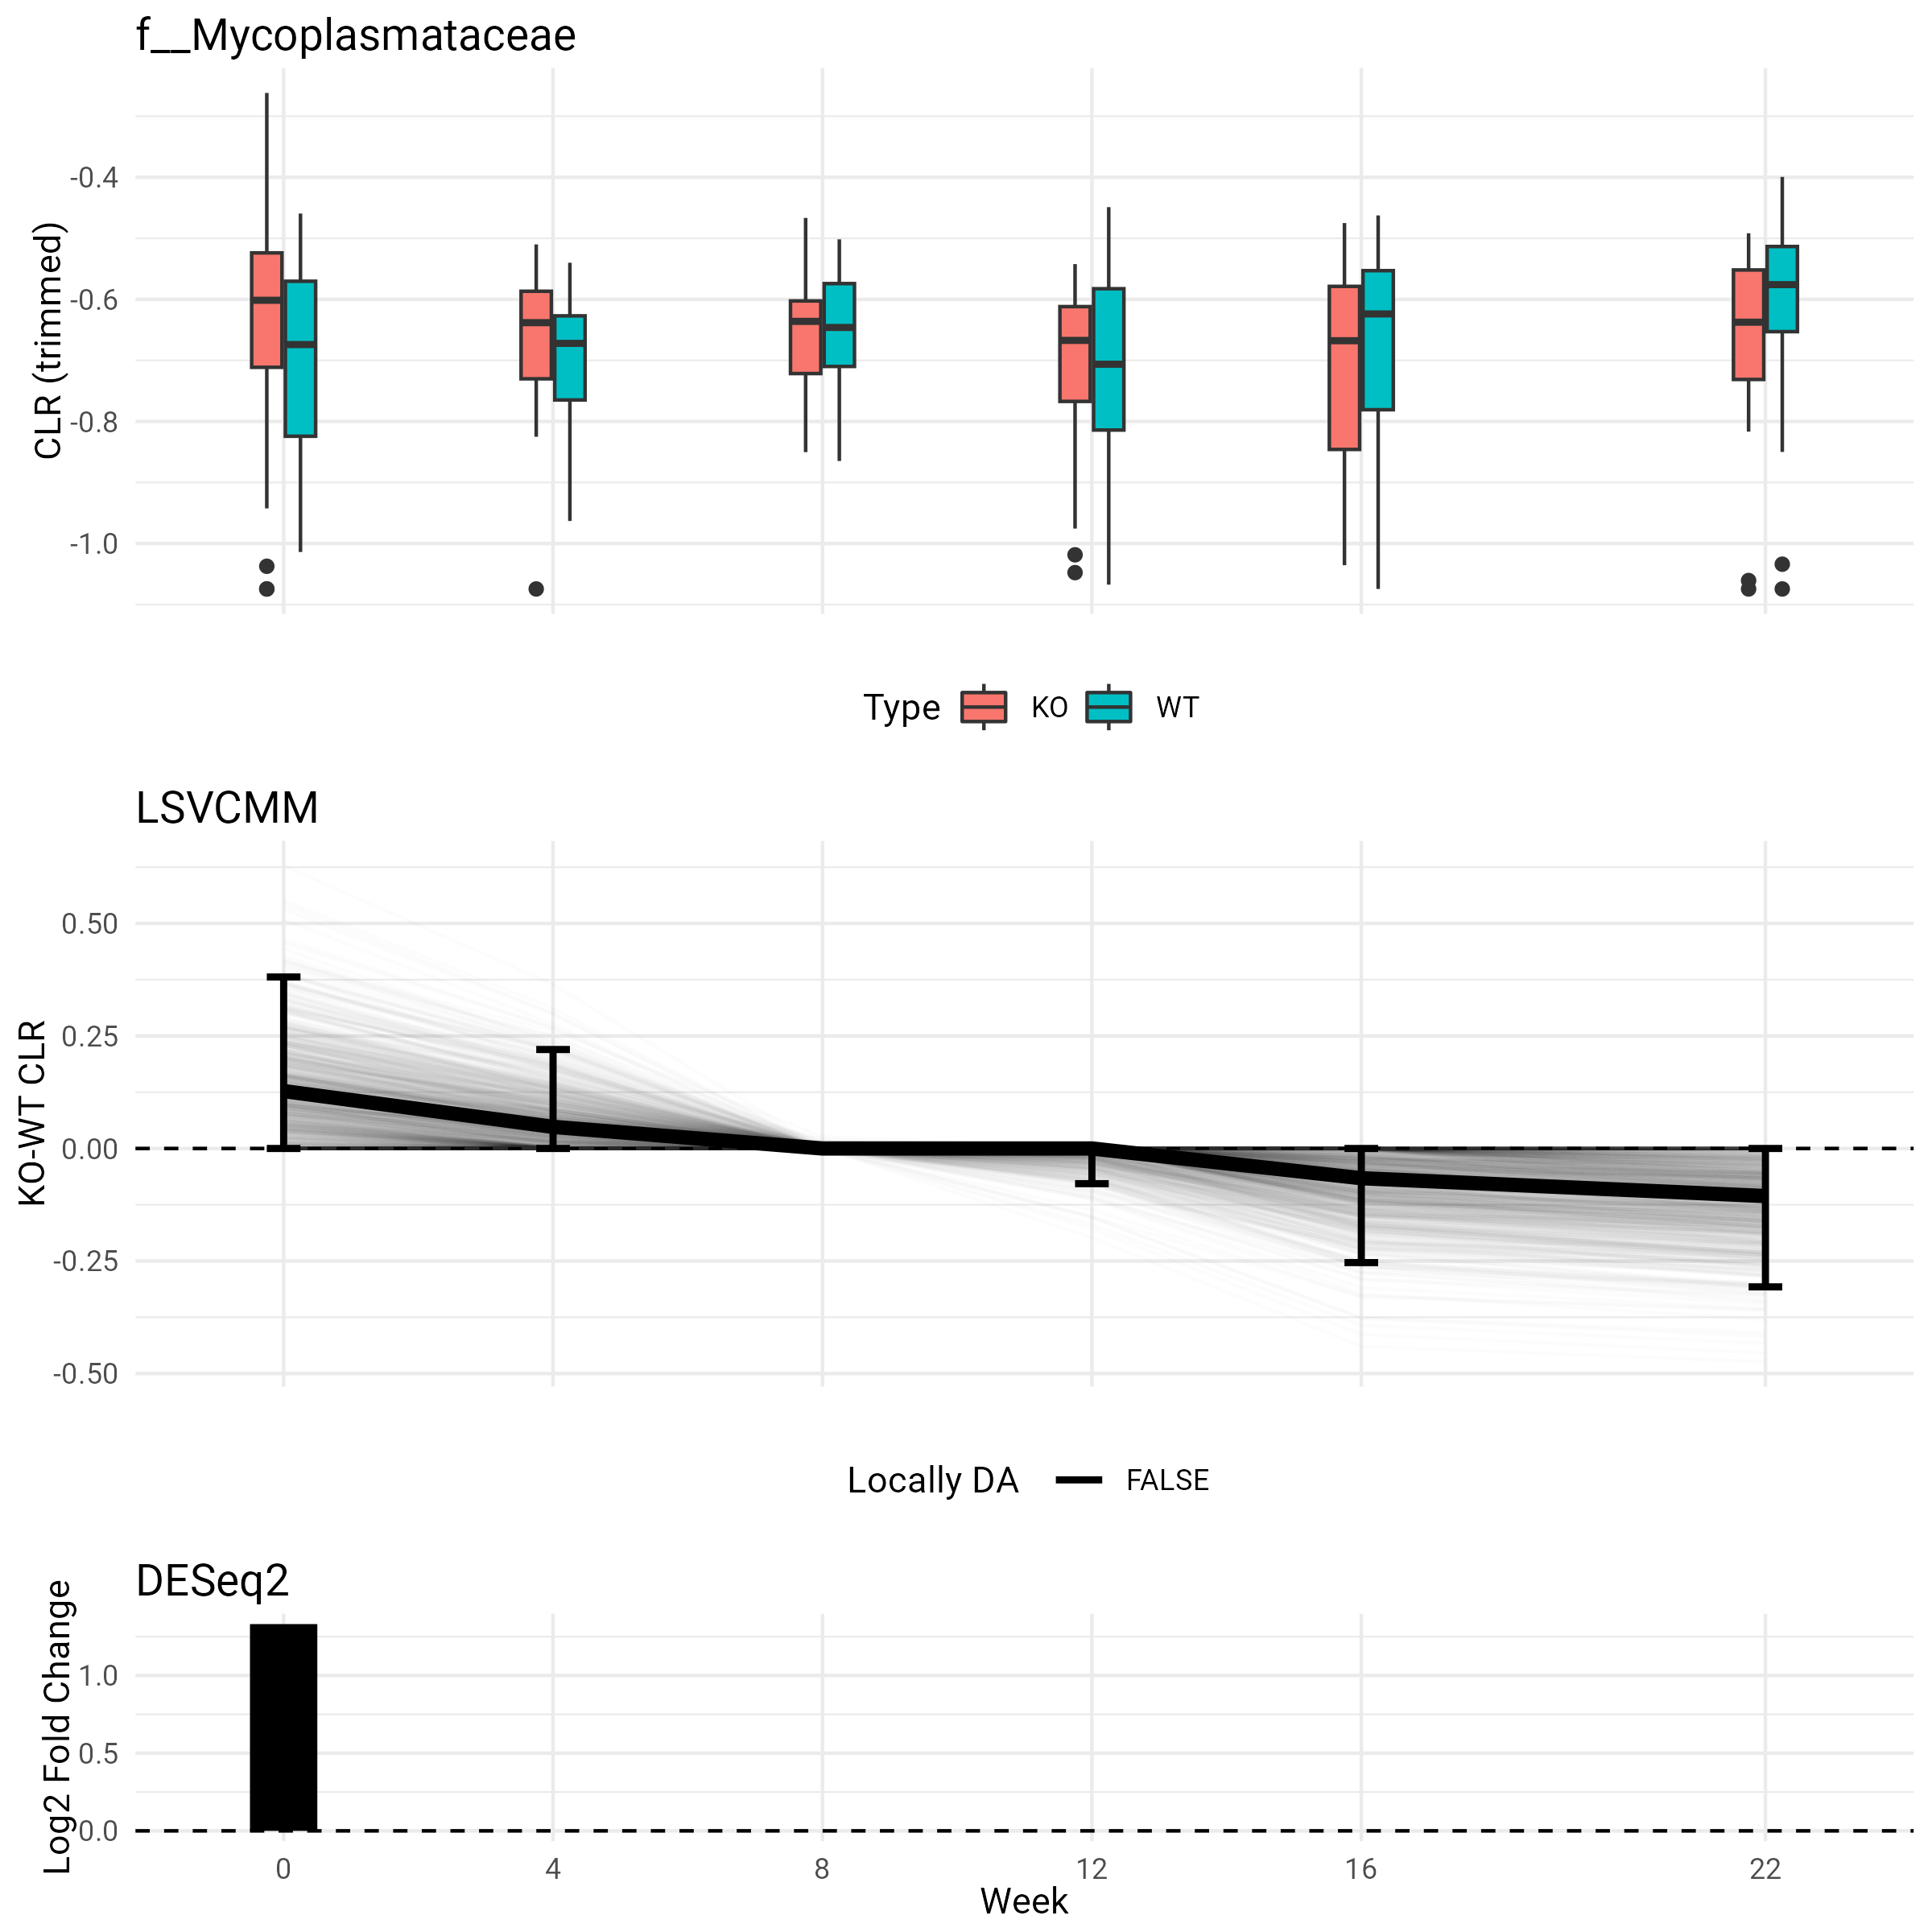 f__Mycoplasmataceae
CLR (trimmed)
-0.4
-0.6
-0.8
-1.0
Type KO WT
LSVCMM
KO-WT CLR
0.50
0.25
0.00
-0.25
-0.50
Locally DA FALSE
DESeq2
Log2 Fold Change
1.0
0.5
0.0
0 4 8 12 16 22
Week